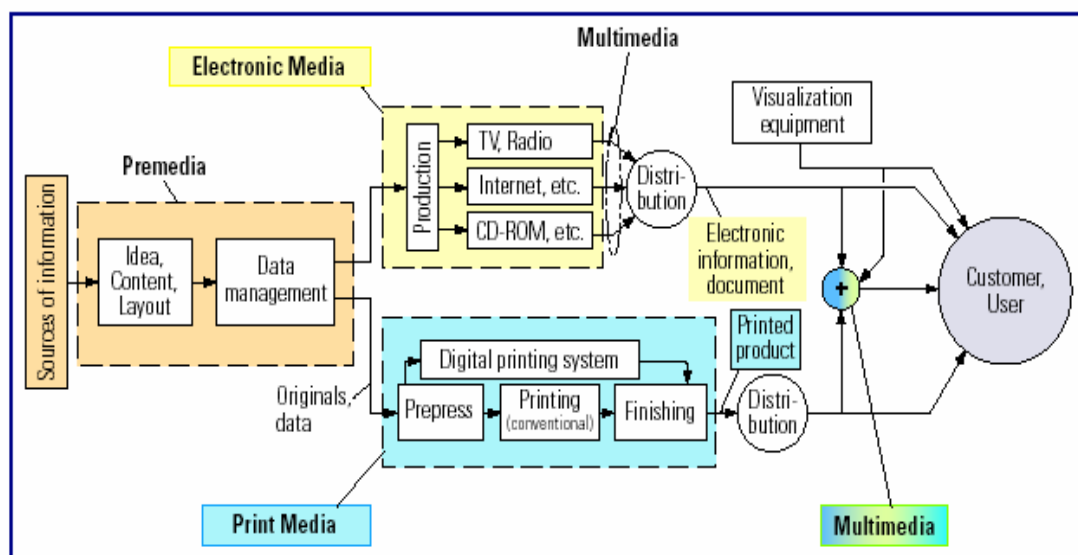 Multimedia
Electronic Media
Visualization
equipment
Production
TV, Radio
Internet, etc.
CD-ROM, etc.
Distri-
bution
Premedia
Sources of information
Idea,
Content,
Layout
Data
management
Electronic
information,
document
+
Customer,
User
Printed
product
Originals,
data
Digital printing system
Prepress
Printing
(conventional)
Finishing
Distri-
bution
Print Media
Multimedia